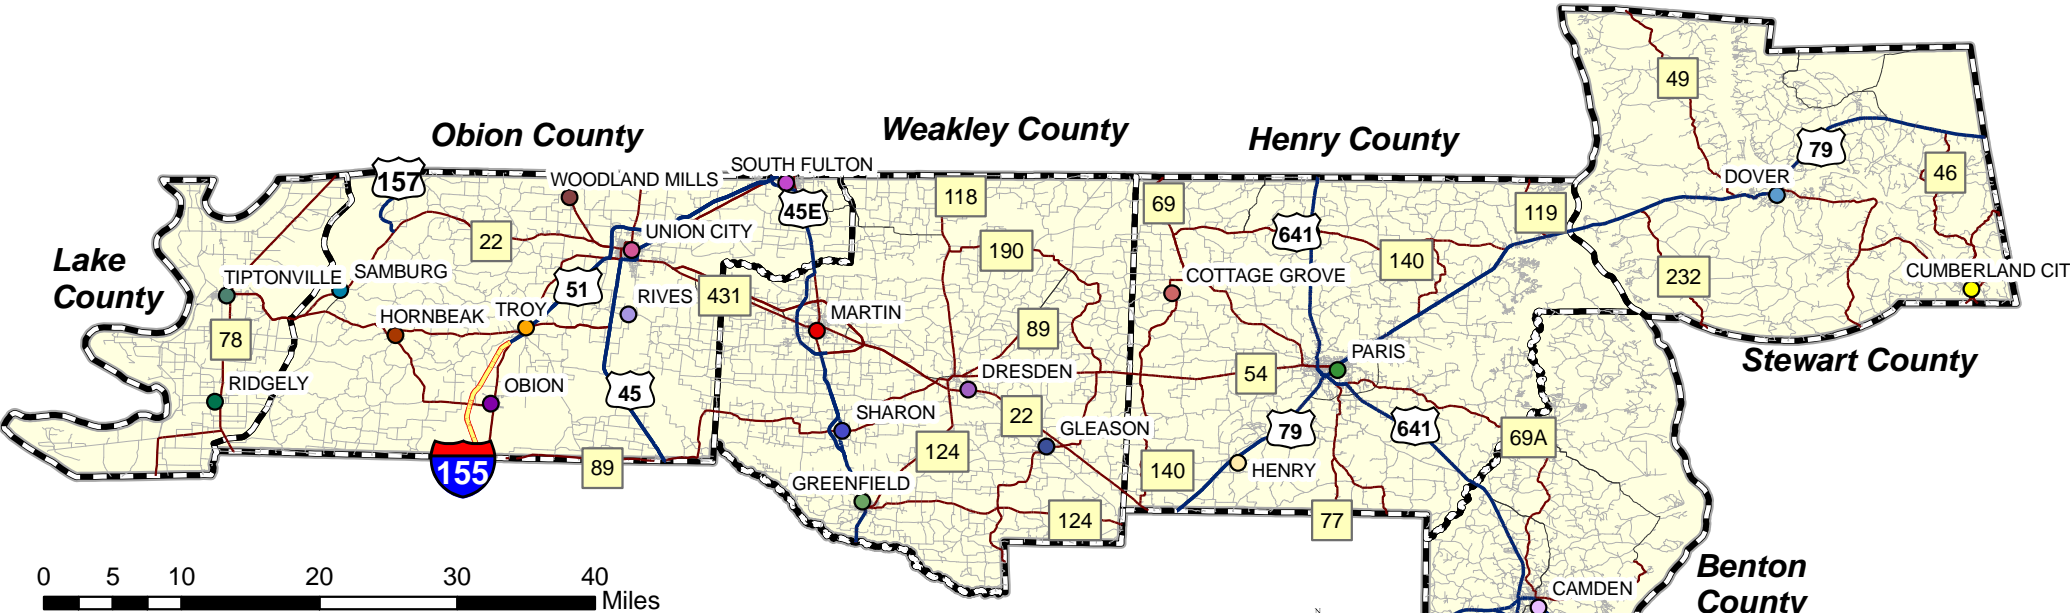 49
Obion County
Weakley County
Henry County
79
SOUTH FULTON
157
WOODLAND MILLS
DOVER
46
118
69
45E
119
UNION CITY
22
190
641
140
Lake
County
TIPTONVILLE
SAMBURG
COTTAGE GROVE
232
CUMBERLAND CIT
51
431
RIVES
HORNBEAK
TROY
MARTIN
78
89
PARIS
Stewart County
RIDGELY
OBION
45
DRESDEN
54
SHARON
22
GLEASON
79
641
69A
124
155
89
GREENFIELD
140
HENRY
124
77
0 5 10 20 30 40
Miles
Benton
County
CAMDEN
N